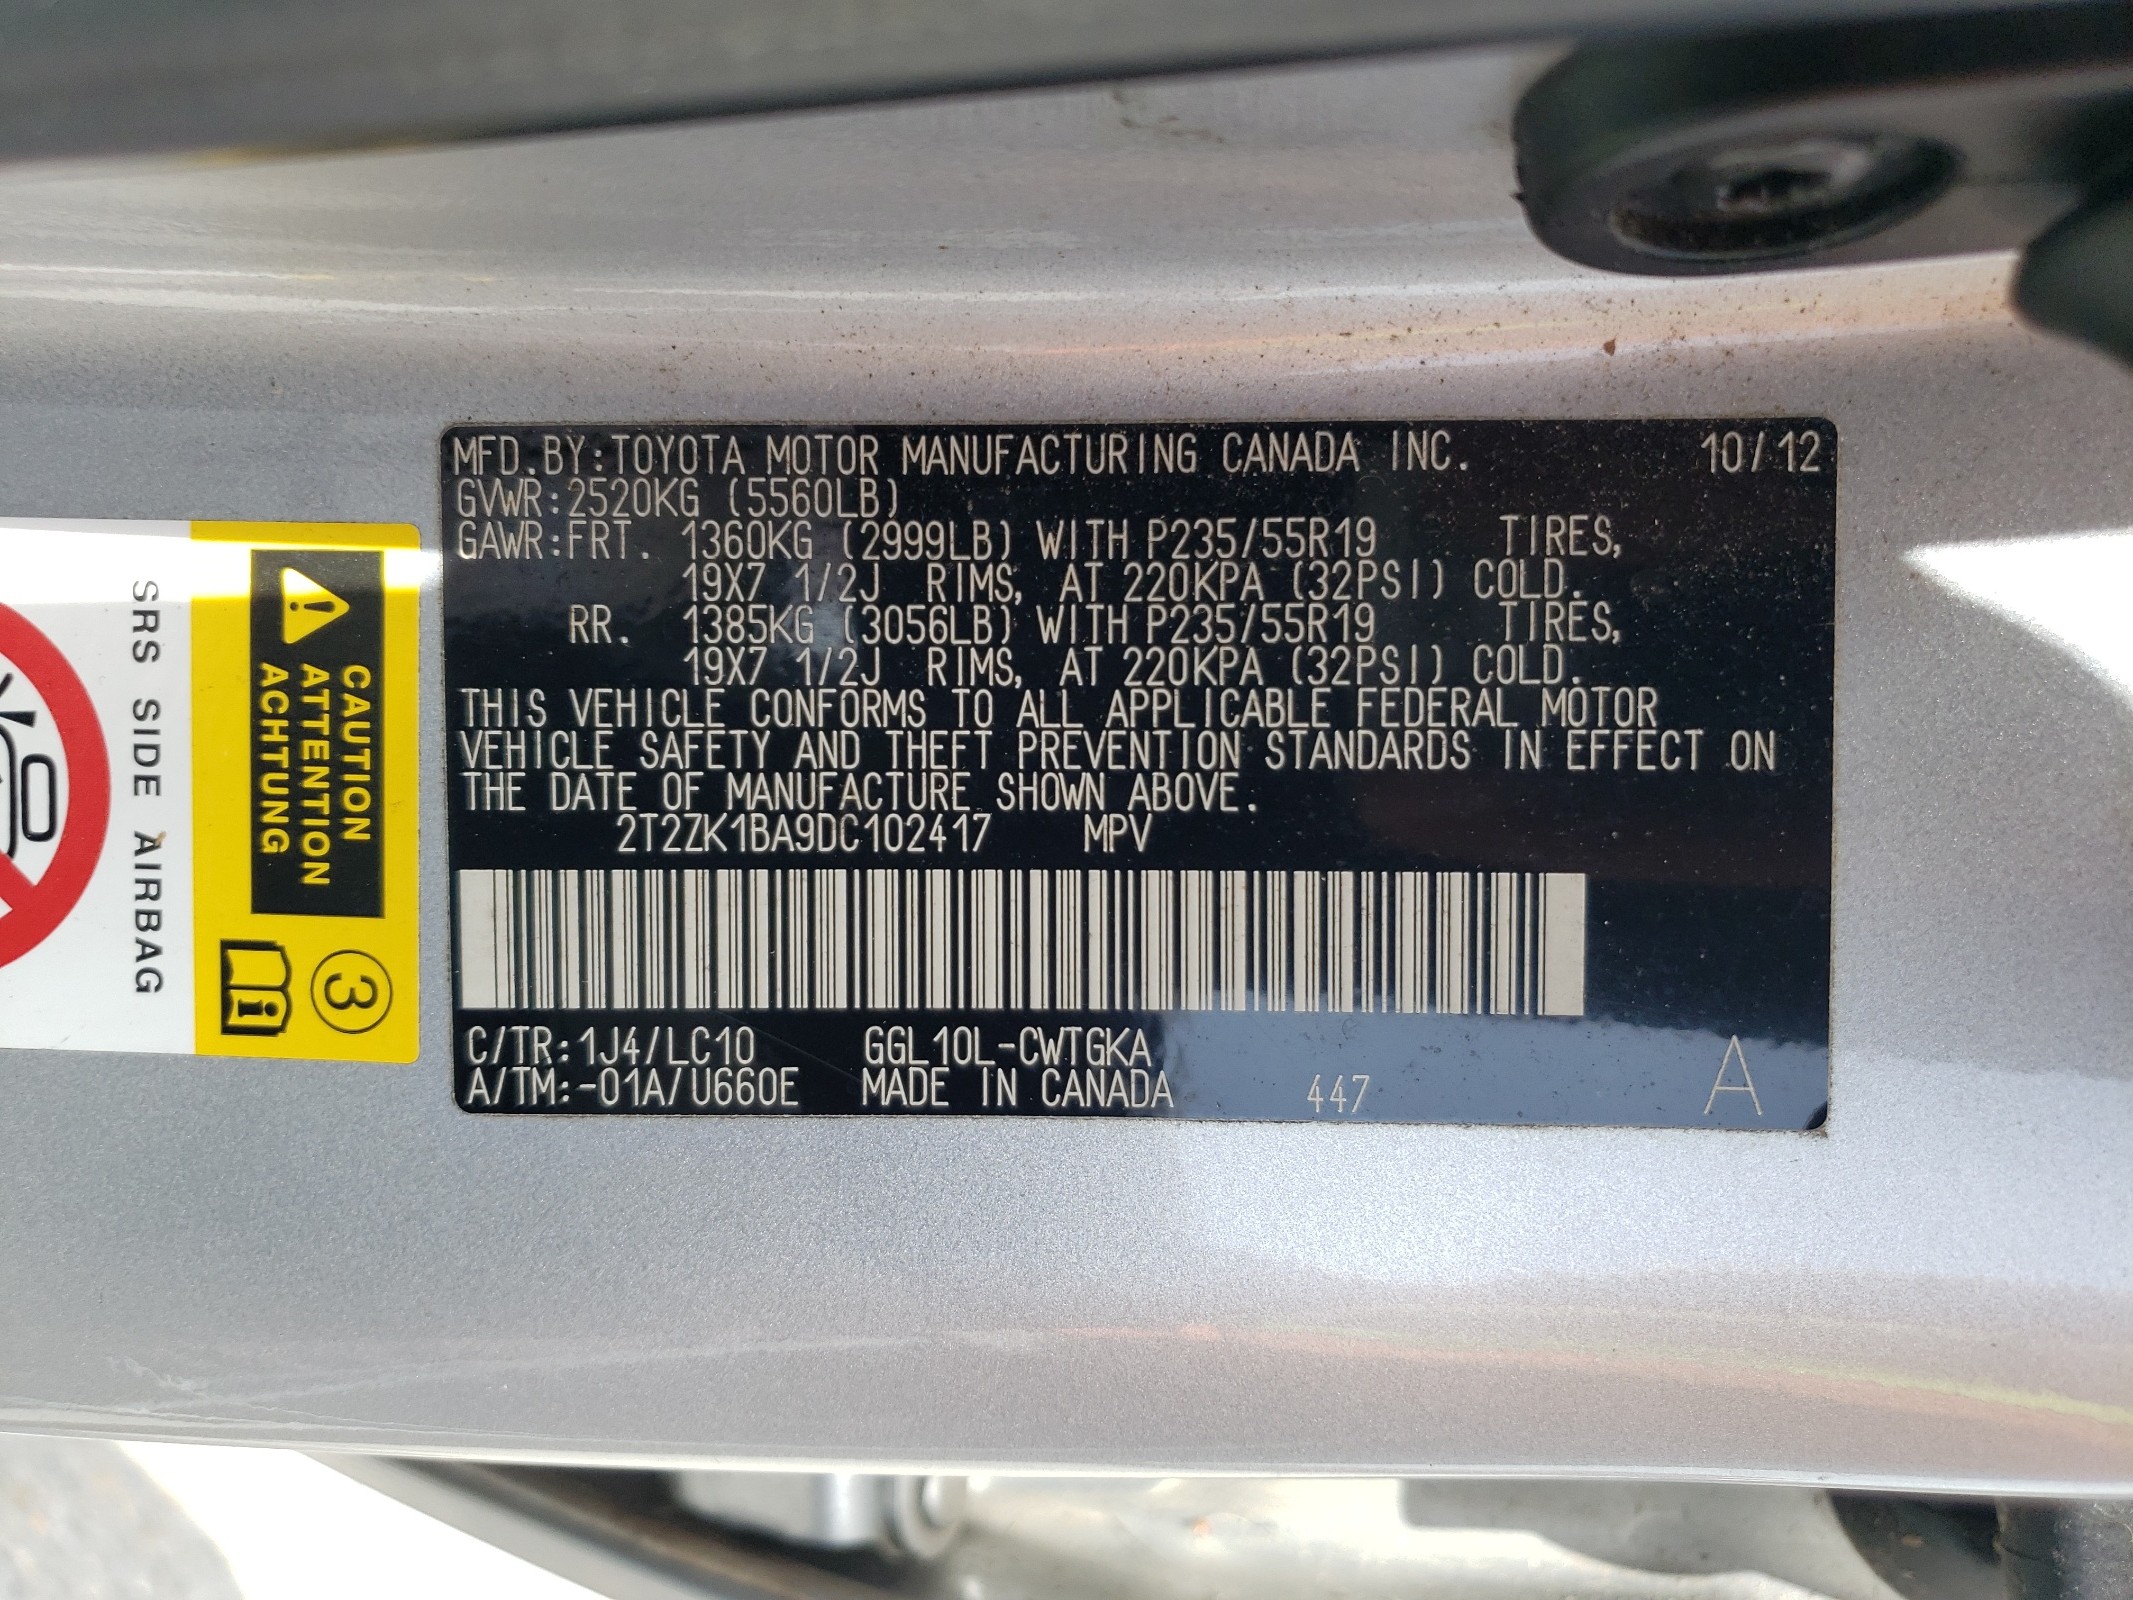 MFD.BY:TOYOTA MOTOR MANUFACTURING CANADA INC. 10/12
GVWR:2520KG (5560LB)
GAWR:FRT. 1360KG (2999LB) WITH P235/55R19 TIRES,
19X7 1/2J RIMS, AT 220KPA (32PSI) COLD.
RR. 1385KG (3056LB) WITH P235/55R19 TIRES,
19X7 1/2J RIMS, AT 220KPA (32PSI) COLD.
THIS VEHICLE CONFORMS TO ALL APPLICABLE FEDERAL MOTOR
VEHICLE SAFETY AND THEFT PREVENTION STANDARDS IN EFFECT ON
THE DATE OF MANUFACTURE SHOWN ABOVE.
2T2ZK1BA9DC102417 MPV
C/TR:1J4/LC10 GGL10L-CWTGKA
A/TM:-01A/U660E MADE IN CANADA 447 A
CAUTION
ATTENTION
ACHTUNG
3
SRS SIDE AIRBAG